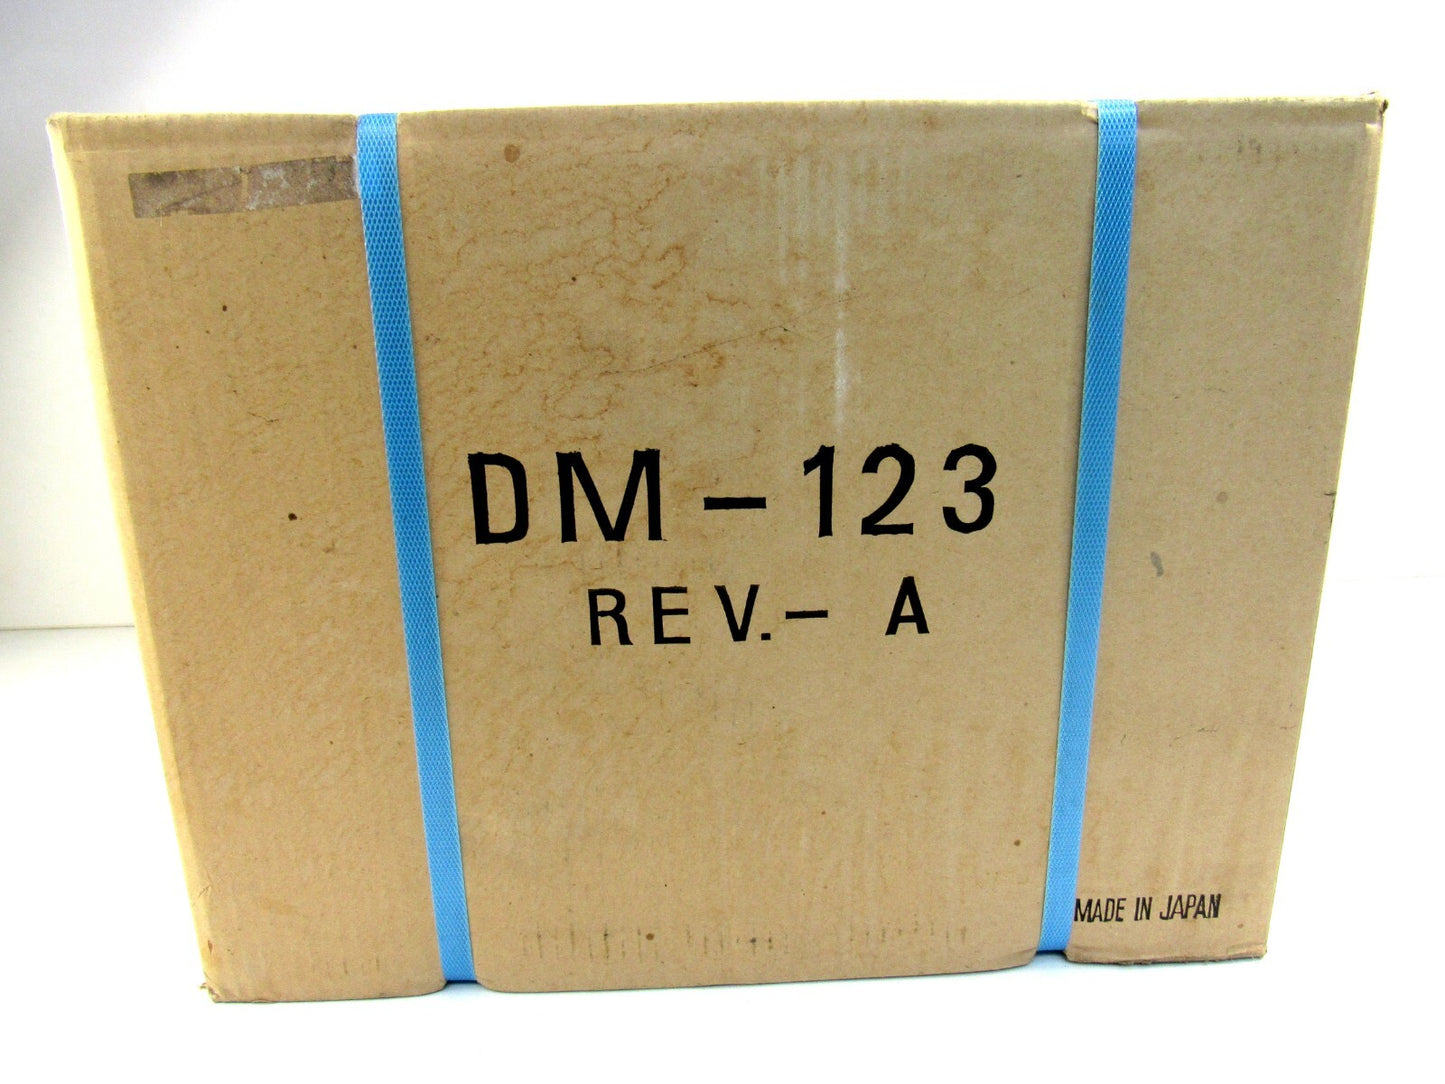 DM-123
REV.- A
MADE IN JAPAN